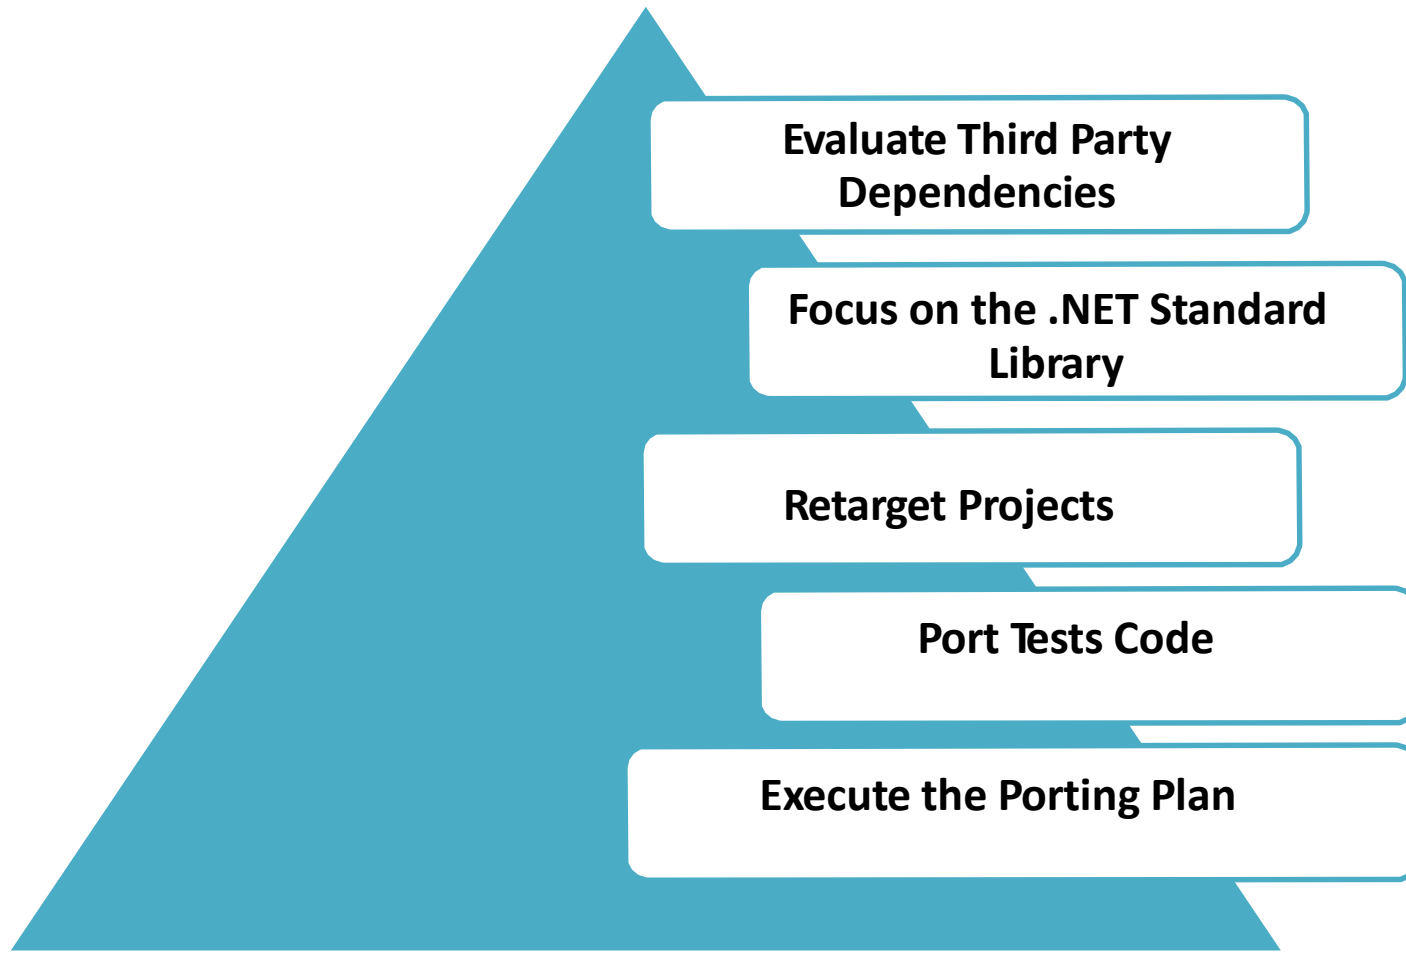 Evaluate Third Party
Dependencies
Focus on the .NET Standard
Library
Retarget Projects
Port Tests Code
Execute the Porting Plan